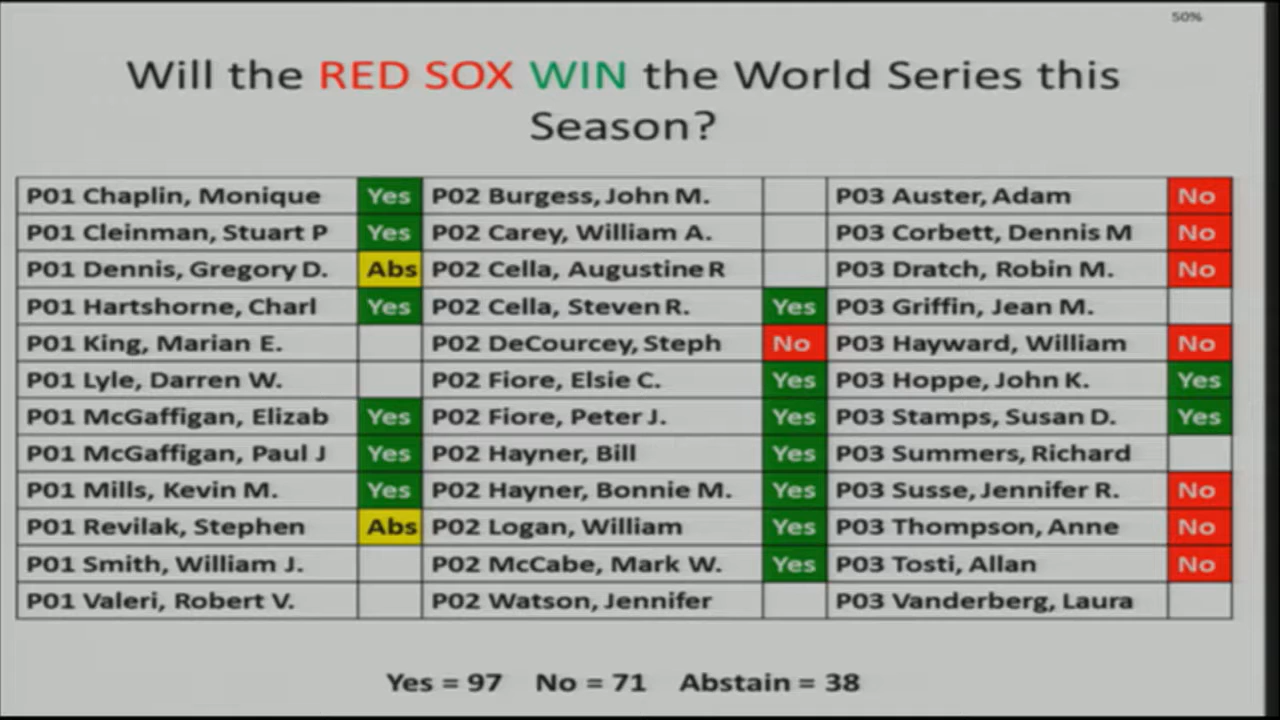 50%
Will the RED SOX WIN the World Series this
Season?
P01 Chaplin, Monique Yes P02 Burgess, John M. P03 Auster, Adam No
P01 Cleinman, Stuart P Yes P02 Carey, William A. P03 Corbett, Dennis M No
P01 Dennis, Gregory D. Abs P02 Cella, Augustine R P03 Dratch, Robin M. No
P01 Hartshorne, Charl Yes P02 Cella, Steven R. Yes P03 Griffin, Jean M.
P01 King, Marian E. P02 DeCourcey, Steph No P03 Hayward, William No
P01 Lyle, Darren W. P02 Fiore, Elsie C. Yes P03 Hoppe, John K. Yes
P01 McGaffigan, Elizab Yes P02 Fiore, Peter J. Yes P03 Stamps, Susan D. Yes
P01 McGaffigan, Paul J Yes P02 Hayner, Bill Yes P03 Summers, Richard
P01 Mills, Kevin M. Yes P02 Hayner, Bonnie M. Yes P03 Susse, Jennifer R. No
P01 Revilak, Stephen Abs P02 Logan, William Yes P03 Thompson, Anne No
P01 Smith, William J. P02 McCabe, Mark W. Yes P03 Tosti, Allan No
P01 Valeri, Robert V. P02 Watson, Jennifer P03 Vanderberg, Laura
Yes = 97 No = 71 Abstain = 38